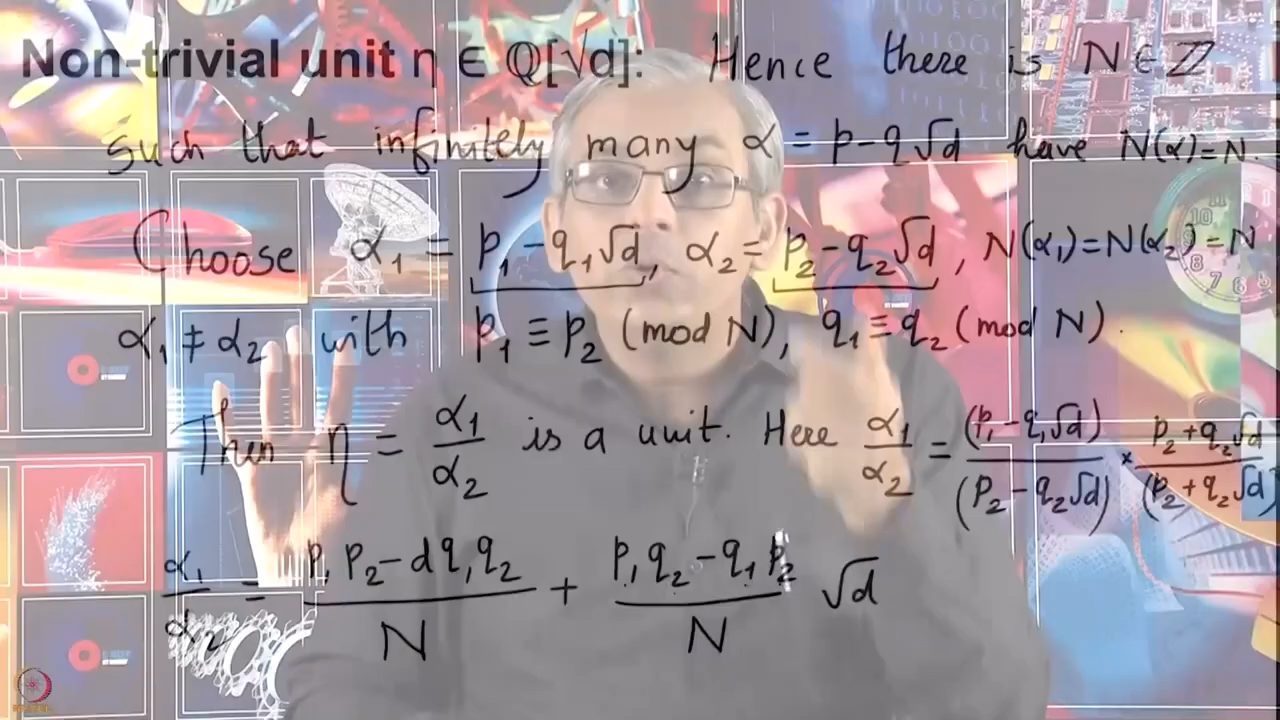 Non-trivial unit η ∈ ℚ[√d]: Hence there is N ∈ ℤ
such that infinitely many α = p - q√d have N(α) = N.
Choose α₁ = p₁ - q₁√d, α₂ = p₂ - q₂√d, N(α₁) = N(α₂) = N
α₁ ≠ α₂ with p₁ ≡ p₂ (mod N), q₁ ≡ q₂ (mod N).
Then η = α₁/α₂ is a unit. Here α₁/α₂ = (p₁ - q₁√d)/(p₂ - q₂√d) × (p₂ + q₂√d)/(p₂ + q₂√d)
α₁/α₂ = (p₁p₂ - dq₁q₂)/N + (p₁q₂ - q₁p₂)/N √d